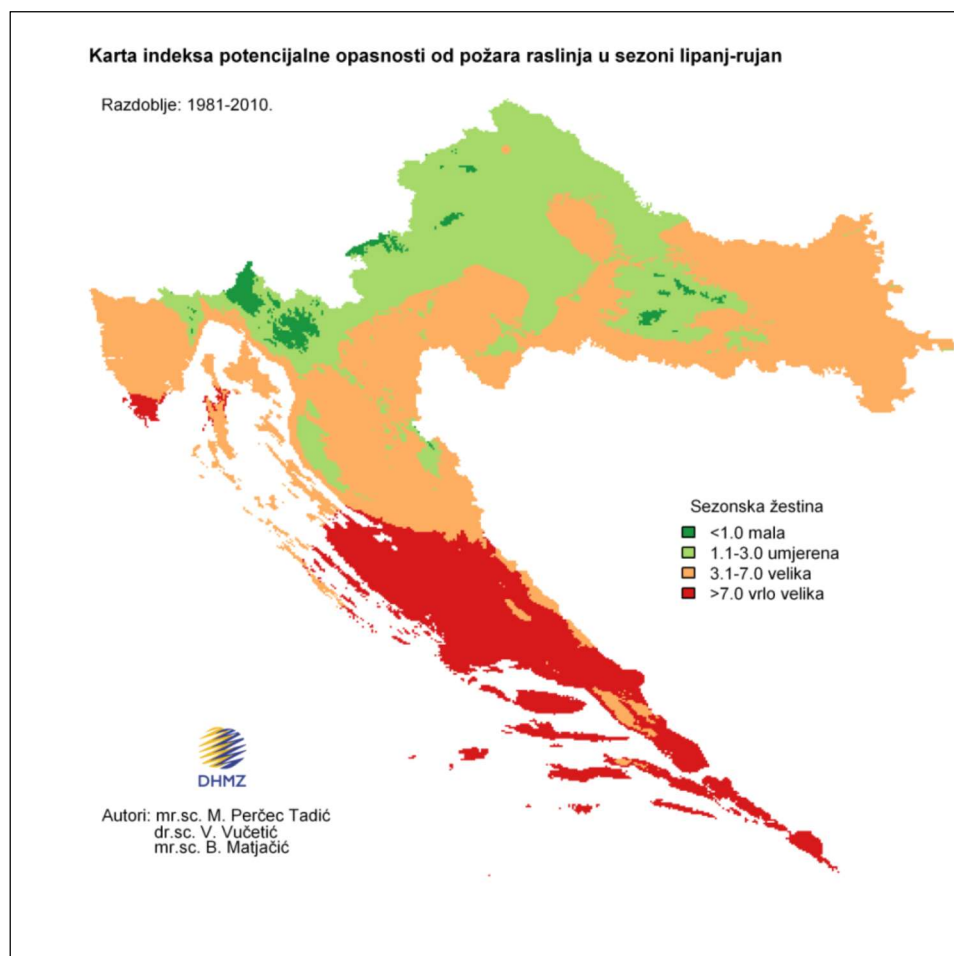 Karta indeksa potencijalne opasnosti od požara raslinja u sezoni lipanj-rujan
Razdoblje: 1981-2010.
Sezonska žestina
<1.0 mala
1.1-3.0 umjerena
3.1-7.0 velika
>7.0 vrlo velika
DHMZ
Autori: mr.sc. M. Perčec Tadić
dr.sc. V. Vučetić
mr.sc. B. Matjačić